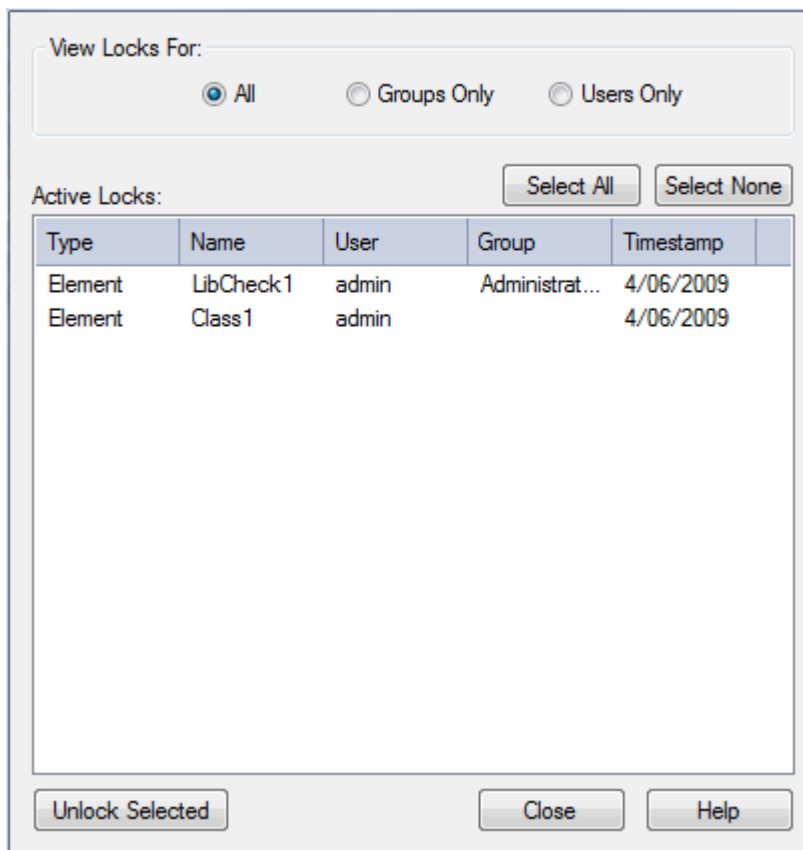 View Locks For:
All Groups Only Users Only
Select All Select None
Active Locks:
Type Name User Group Timestamp
Element LibCheck1 admin Administrat... 4/06/2009
Element Class1 admin 4/06/2009
Unlock Selected Close Help